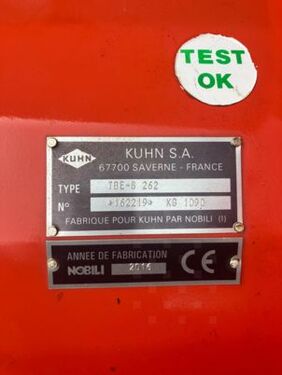 TEST
OK
KUHN
KUHN S.A.
67700 SAVERNE - FRANCE
TYPE TBE-S 262
N° *162219* KG 1090
FABRIQUE POUR KUHN PAR NOBILI (I)
ANNEE DE FABRICATION
NOBILI 2016